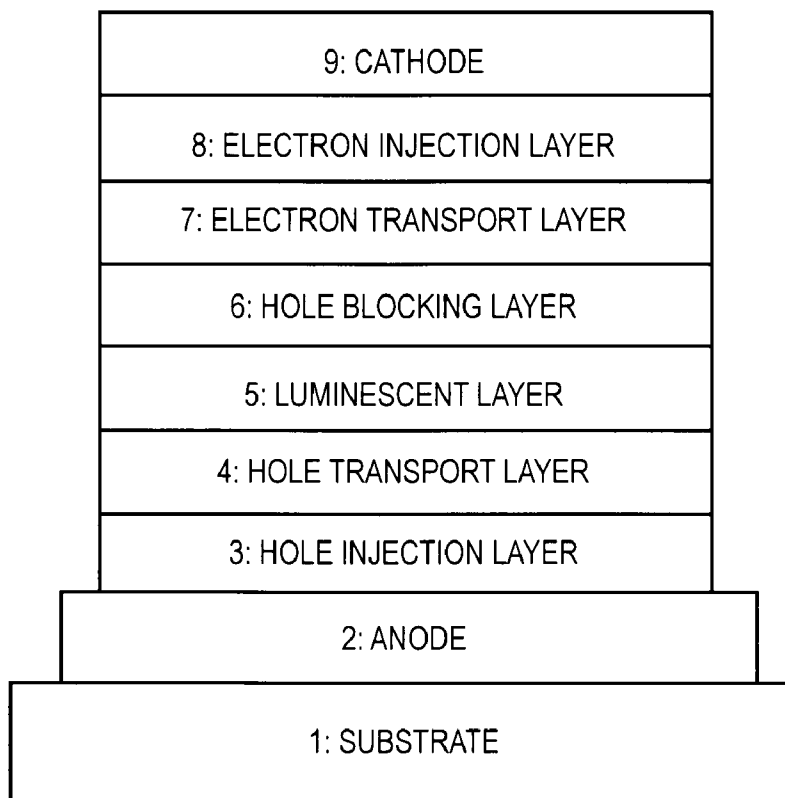 9: CATHODE
8: ELECTRON INJECTION LAYER
7: ELECTRON TRANSPORT LAYER
6: HOLE BLOCKING LAYER
5: LUMINESCENT LAYER
4: HOLE TRANSPORT LAYER
3: HOLE INJECTION LAYER
2: ANODE
1: SUBSTRATE